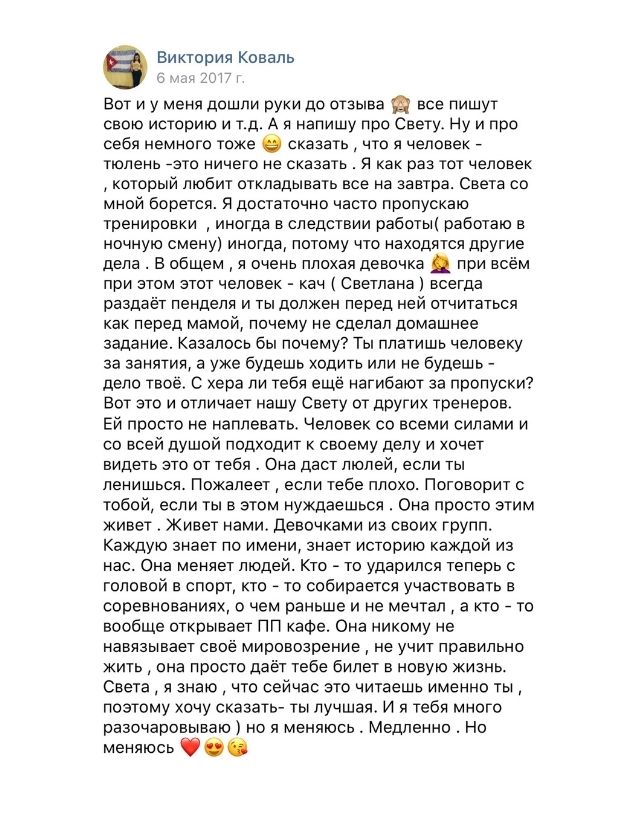 Виктория Коваль
6 мая 2017 г.
Вот и у меня дошли руки до отзыва 🙈 все пишут
свою историю и т.д. А я напишу про Свету. Ну и про
себя немного тоже 😄 сказать , что я человек -
тюлень -это ничего не сказать . Я как раз тот человек
, который любит откладывать все на завтра. Света со
мной борется. Я достаточно часто пропускаю
тренировки , иногда в следствии работы( работаю в
ночную смену) иногда, потому что находятся другие
дела . В общем , я очень плохая девочка 🤦‍♀️ при всём
при этом этот человек - кач ( Светлана ) всегда
раздаёт пенделя и ты должен перед ней отчитаться
как перед мамой, почему не сделал домашнее
задание. Казалось бы почему? Ты платишь человеку
за занятия, а уже будешь ходить или не будешь -
дело твоё. С хера ли тебя ещё нагибают за пропуски?
Вот это и отличает нашу Свету от других тренеров.
Ей просто не наплевать. Человек со всеми силами и
со всей душой подходит к своему делу и хочет
видеть это от тебя . Она даст люлей, если ты
ленишься. Пожалеет , если тебе плохо. Поговорит с
тобой, если ты в этом нуждаешься . Она просто этим
живет . Живет нами. Девочками из своих групп.
Каждую знает по имени, знает историю каждой из
нас. Она меняет людей. Кто - то ударился теперь с
головой в спорт, кто - то собирается участвовать в
соревнованиях, о чем раньше и не мечтал , а кто - то
вообще открывает ПП кафе. Она никому не
навязывает своё мировозрение , не учит правильно
жить , она просто даёт тебе билет в новую жизнь.
Света , я знаю , что сейчас это читаешь именно ты ,
поэтому хочу сказать- ты лучшая. И я тебя много
разочаровываю ) но я меняюсь . Медленно . Но
меняюсь ❤️😍😘